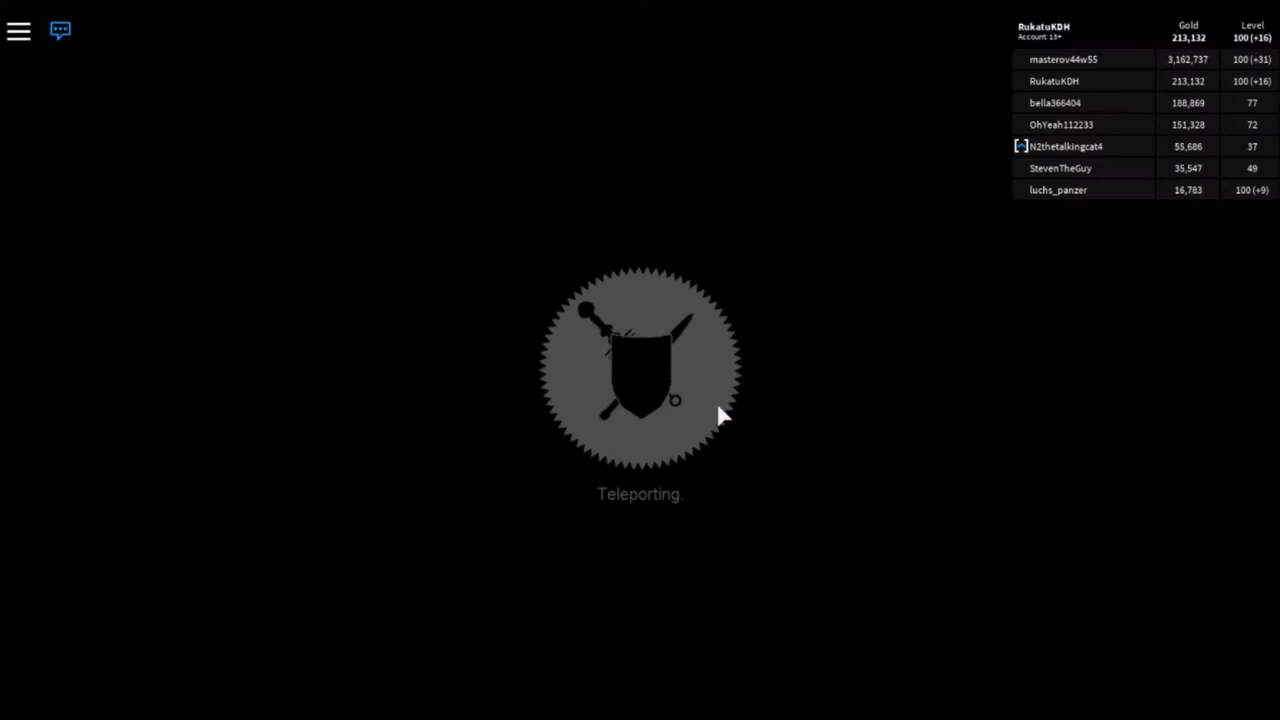 RukatuKDH Gold Level
Account: 13+ 213,132 100 (+16)
masterov44w55 3,162,737 100 (+31)
RukatuKDH 213,132 100 (+16)
bella366404 188,869 77
OhYeah112233 151,328 72
N2thetalkingcat4 55,686 37
StevenTheGuy 35,547 49
luchs_panzer 16,783 100 (+9)
Teleporting.